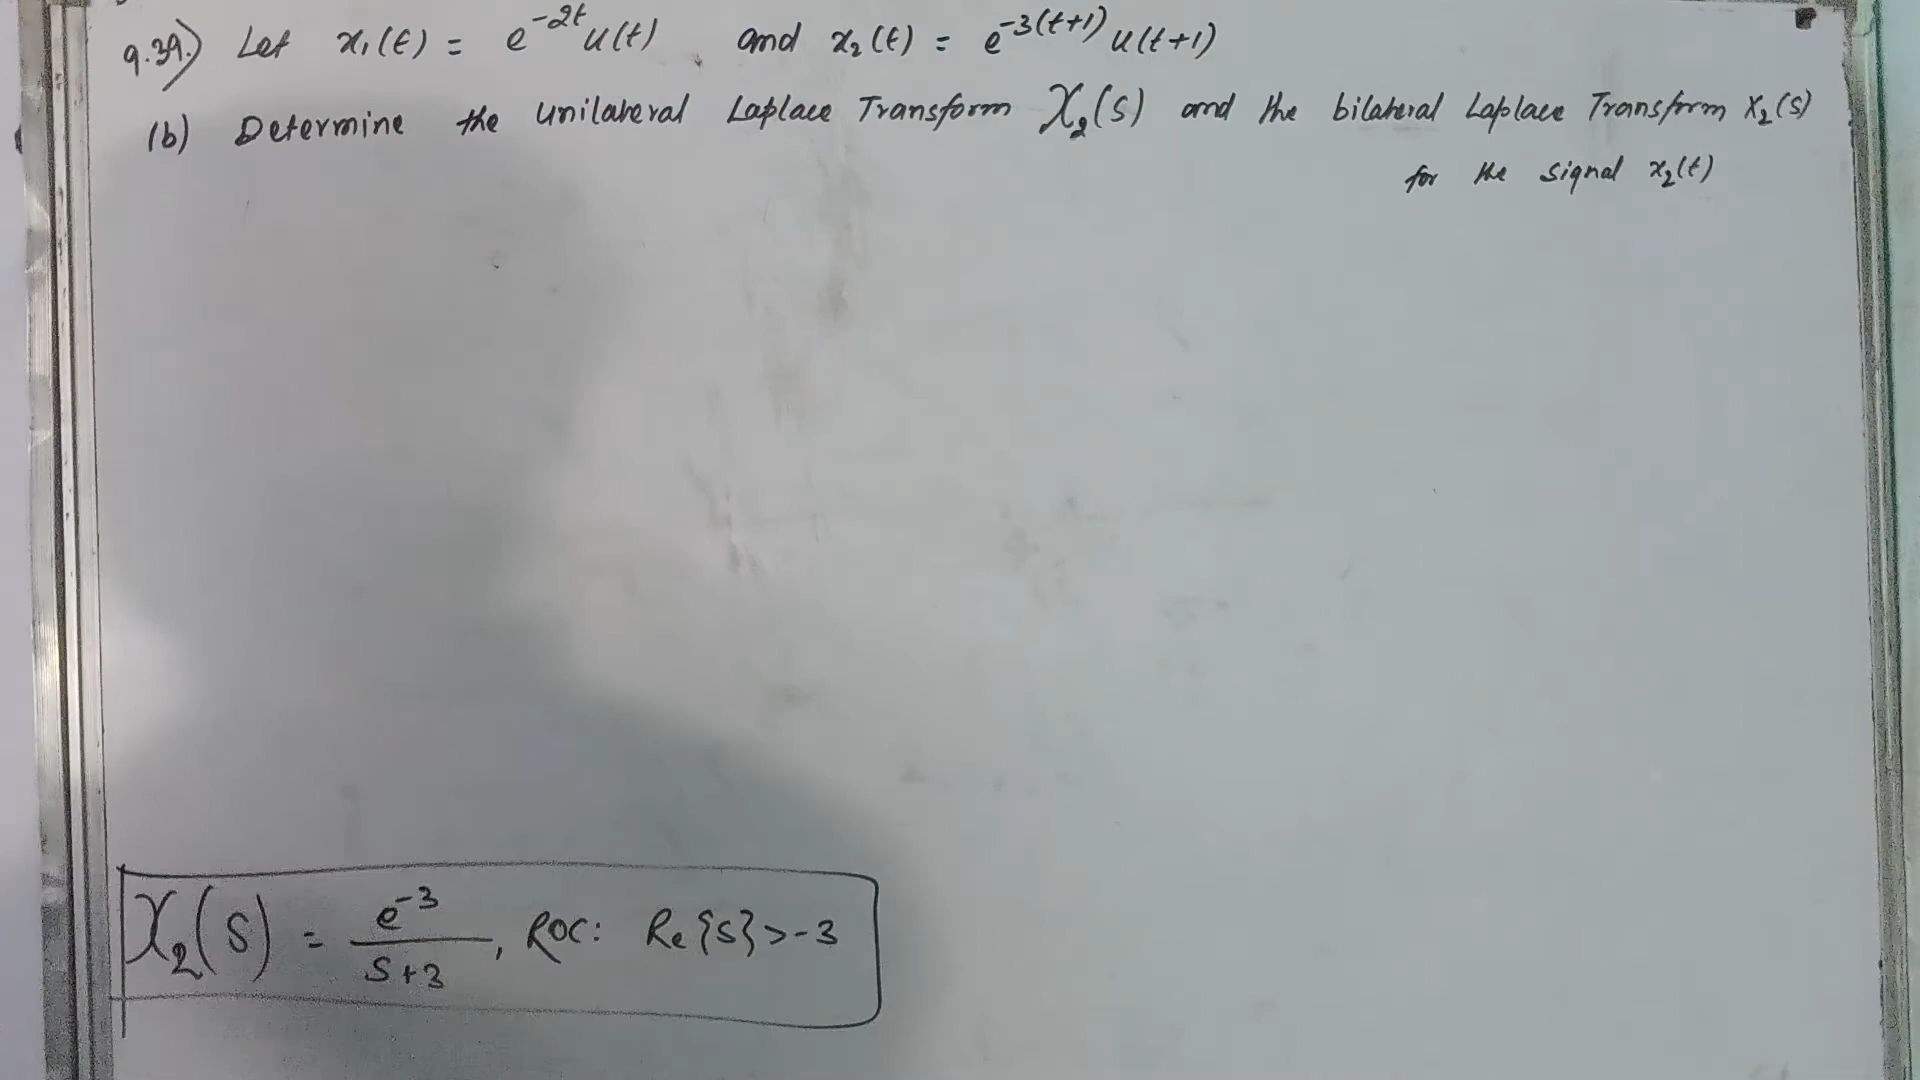 9.39.) Let x₁(t) = e^-2t u(t) and x₂(t) = e^-3(t+1) u(t+1)
(b) Determine the unilateral Laplace Transform X₂(s) and the bilateral Laplace Transform X₂(s)
for the signal x₂(t)
X₂(s) = e^-3 / s+3 , ROC: Re{s} > -3